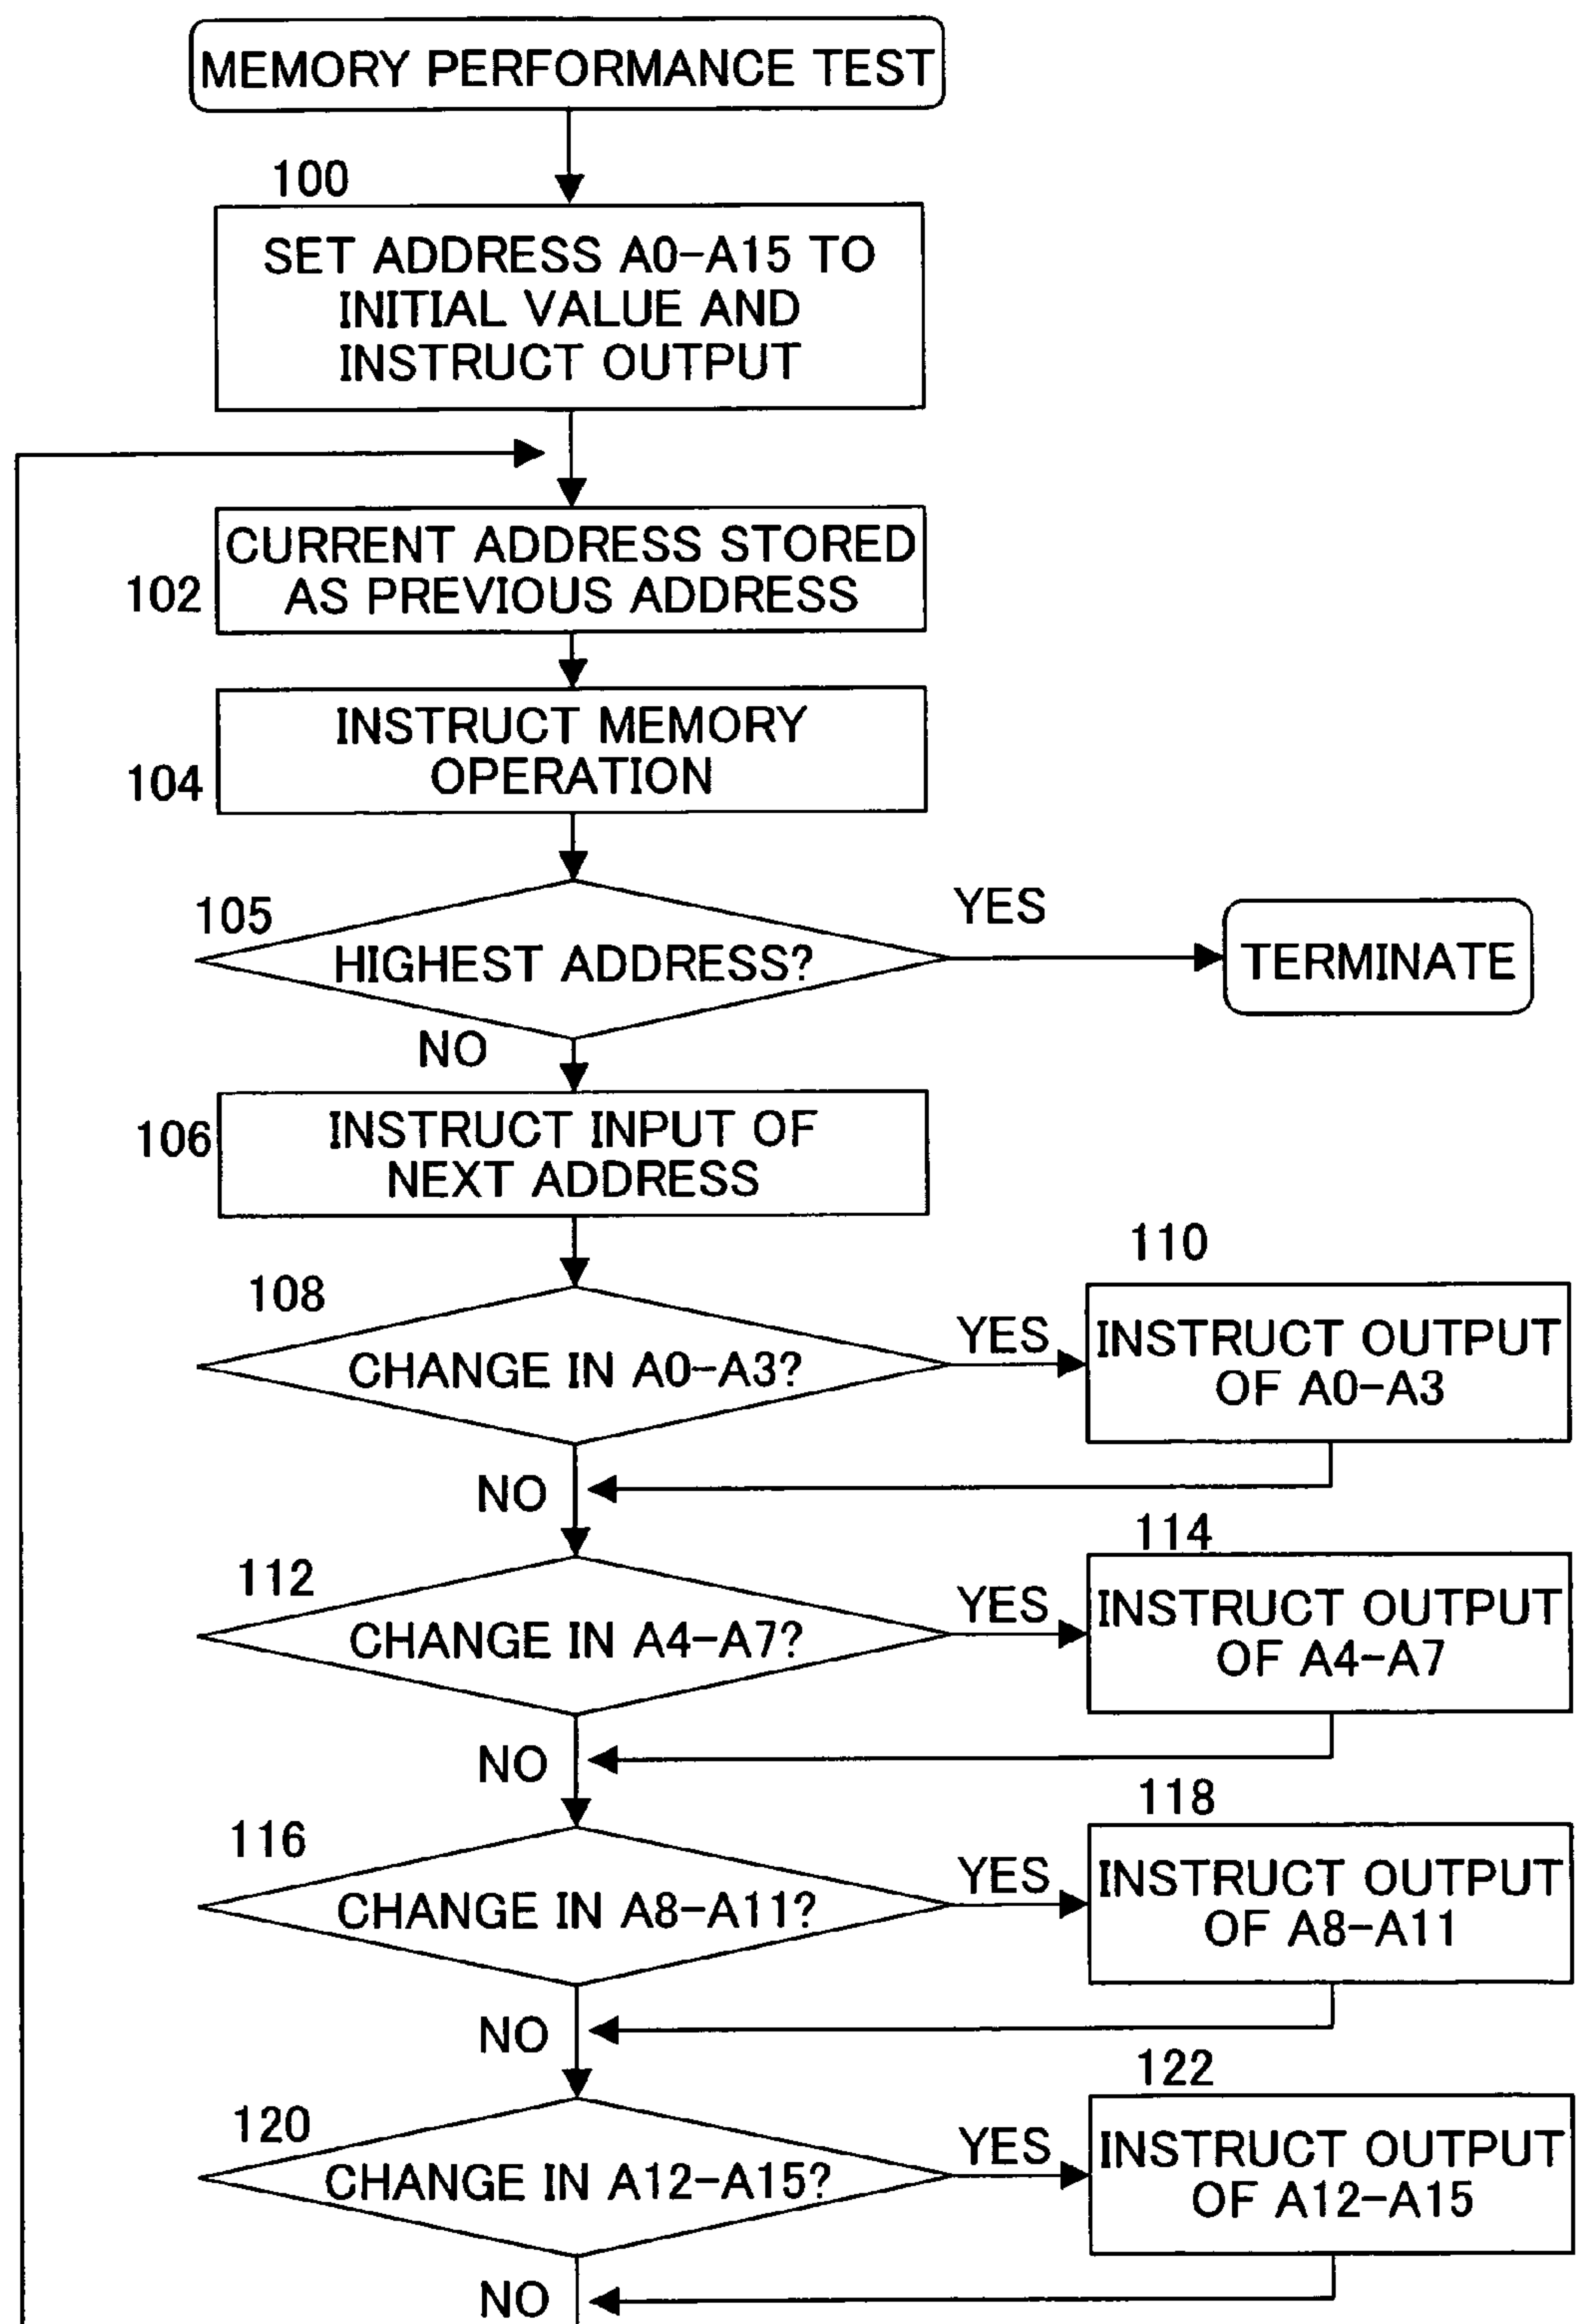 MEMORY PERFORMANCE TEST
100
SET ADDRESS A0-A15 TO
INITIAL VALUE AND
INSTRUCT OUTPUT
102
CURRENT ADDRESS STORED
AS PREVIOUS ADDRESS
104
INSTRUCT MEMORY
OPERATION
105
HIGHEST ADDRESS?
YES
TERMINATE
NO
106
INSTRUCT INPUT OF
NEXT ADDRESS
108
CHANGE IN A0-A3?
YES
110
INSTRUCT OUTPUT
OF A0-A3
NO
112
CHANGE IN A4-A7?
YES
114
INSTRUCT OUTPUT
OF A4-A7
NO
116
CHANGE IN A8-A11?
YES
118
INSTRUCT OUTPUT
OF A8-A11
NO
120
CHANGE IN A12-A15?
YES
122
INSTRUCT OUTPUT
OF A12-A15
NO